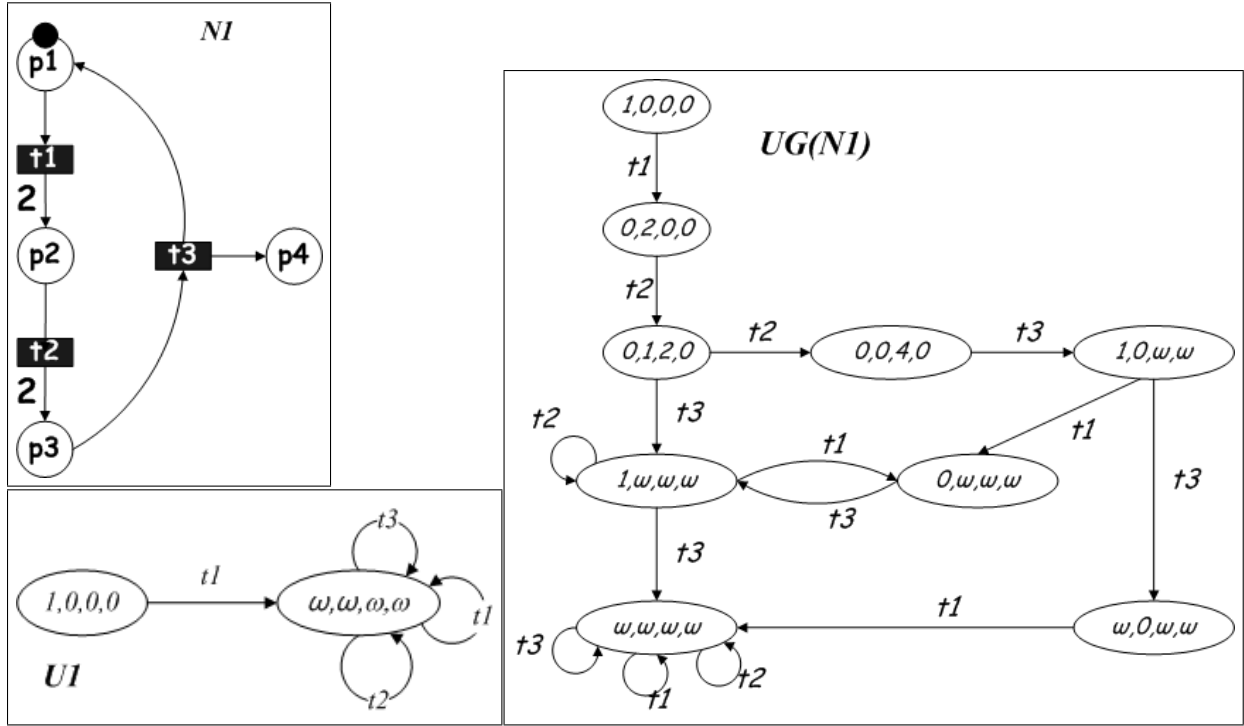 N1
p1
t1
2
p2
t3
p4
t2
2
p3
1,0,0,0
t1
ω,ω,ω,ω
t3
t1
t2
U1
UG(N1)
1,0,0,0
t1
0,2,0,0
t2
0,1,2,0
t2
0,0,4,0
t3
1,0,w,w
t3
t2
t1
1,w,w,w
t1
0,w,w,w
t3
t3
t3
w,w,w,w
t1
w,0,w,w
t3
t1
t2